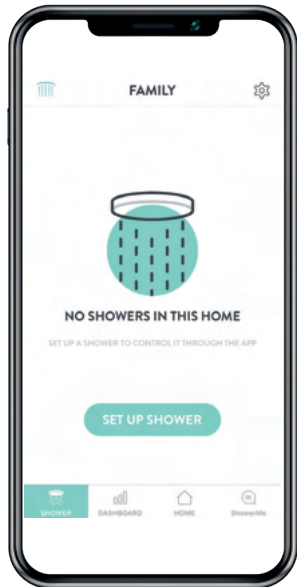 FAMILY
NO SHOWERS IN THIS HOME
SET UP A SHOWER TO CONTROL IT THROUGH THE APP
SET UP SHOWER
SHOWER DASHBOARD HOME ShowerMe